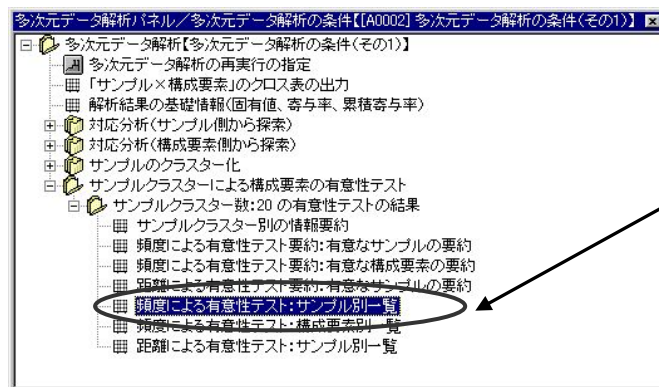 多次元データ解析パネル／多次元データ解析の条件【[A0002] 多次元データ解析の条件(その1)】
多次元データ解析【多次元データ解析の条件(その1)】
多次元データ解析の再実行の指定
「サンプル×構成要素」のクロス表の出力
解析結果の基礎情報(固有値、寄与率、累積寄与率)
対応分析(サンプル側から探索)
対応分析(構成要素側から探索)
サンプルのクラスター化
サンプルクラスターによる構成要素の有意性テスト
サンプルクラスター数:20 の有意性テストの結果
サンプルクラスター別の情報要約
頻度による有意性テスト要約:有意なサンプルの要約
頻度による有意性テスト要約:有意な構成要素の要約
距離による有意性テスト要約:有意なサンプルの要約
頻度による有意性テスト:サンプル別一覧
頻度による有意性テスト:構成要素別一覧
距離による有意性テスト:サンプル別一覧